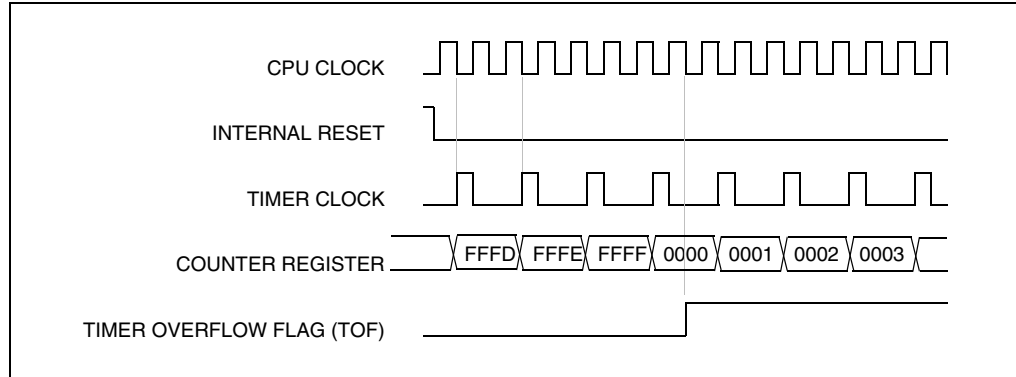 CPU CLOCK
INTERNAL RESET
TIMER CLOCK
COUNTER REGISTER FFFD FFFE FFFF 0000 0001 0002 0003
TIMER OVERFLOW FLAG (TOF)